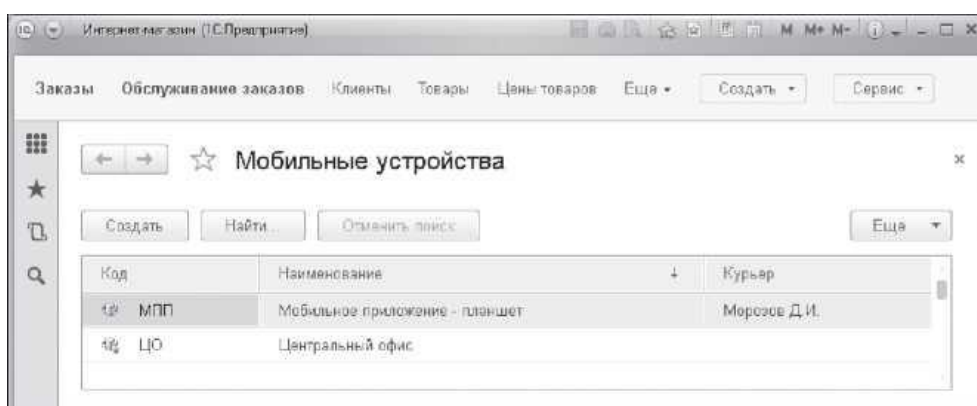 Интернет-магазин (1С:Предприятие)
M M+ M-
Заказы Обслуживание заказов Клиенты Товары Цены товаров Еще Создать Сервис
Мобильные устройства
Создать Найти... Отменить поиск Еще
Код Наименование Курьер
МПП Мобильное приложение - планшет Морозов Д.И.
ЦО Центральный офис